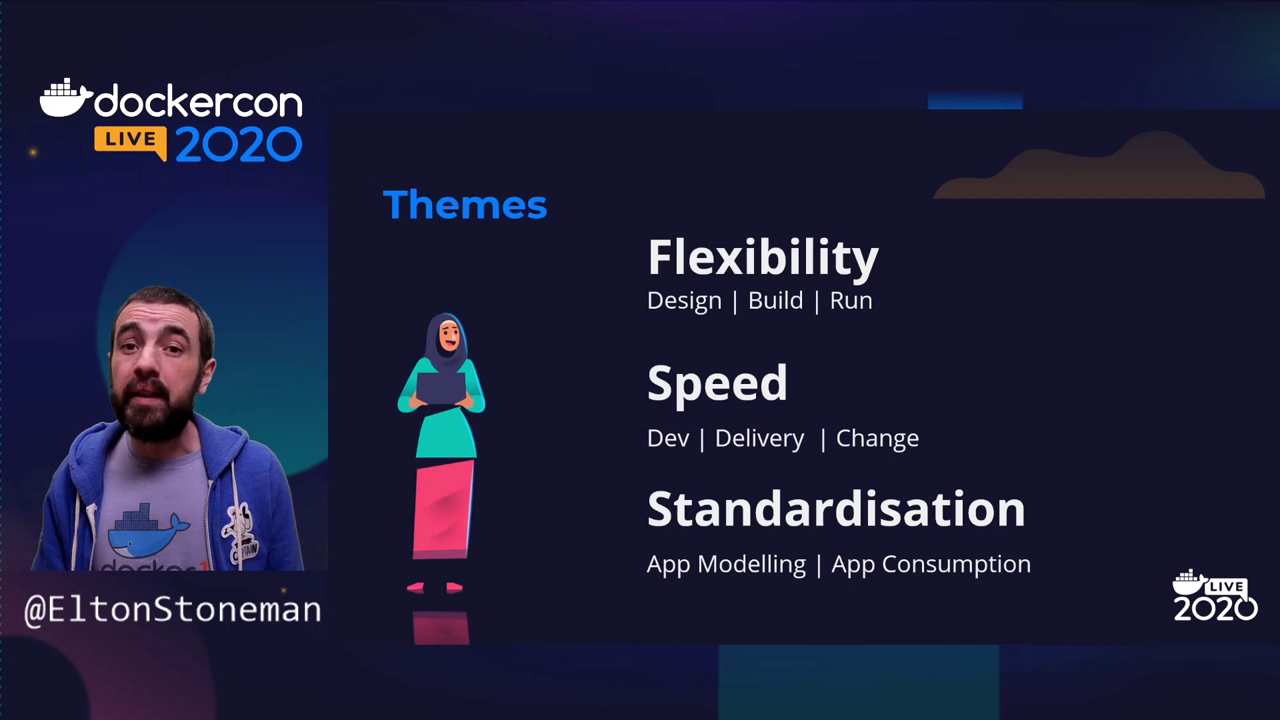 dockercon
LIVE 2020
Themes
Flexibility
Design | Build | Run
Speed
Dev | Delivery | Change
Standardisation
App Modelling | App Consumption
@EltonStoneman
LIVE
2020